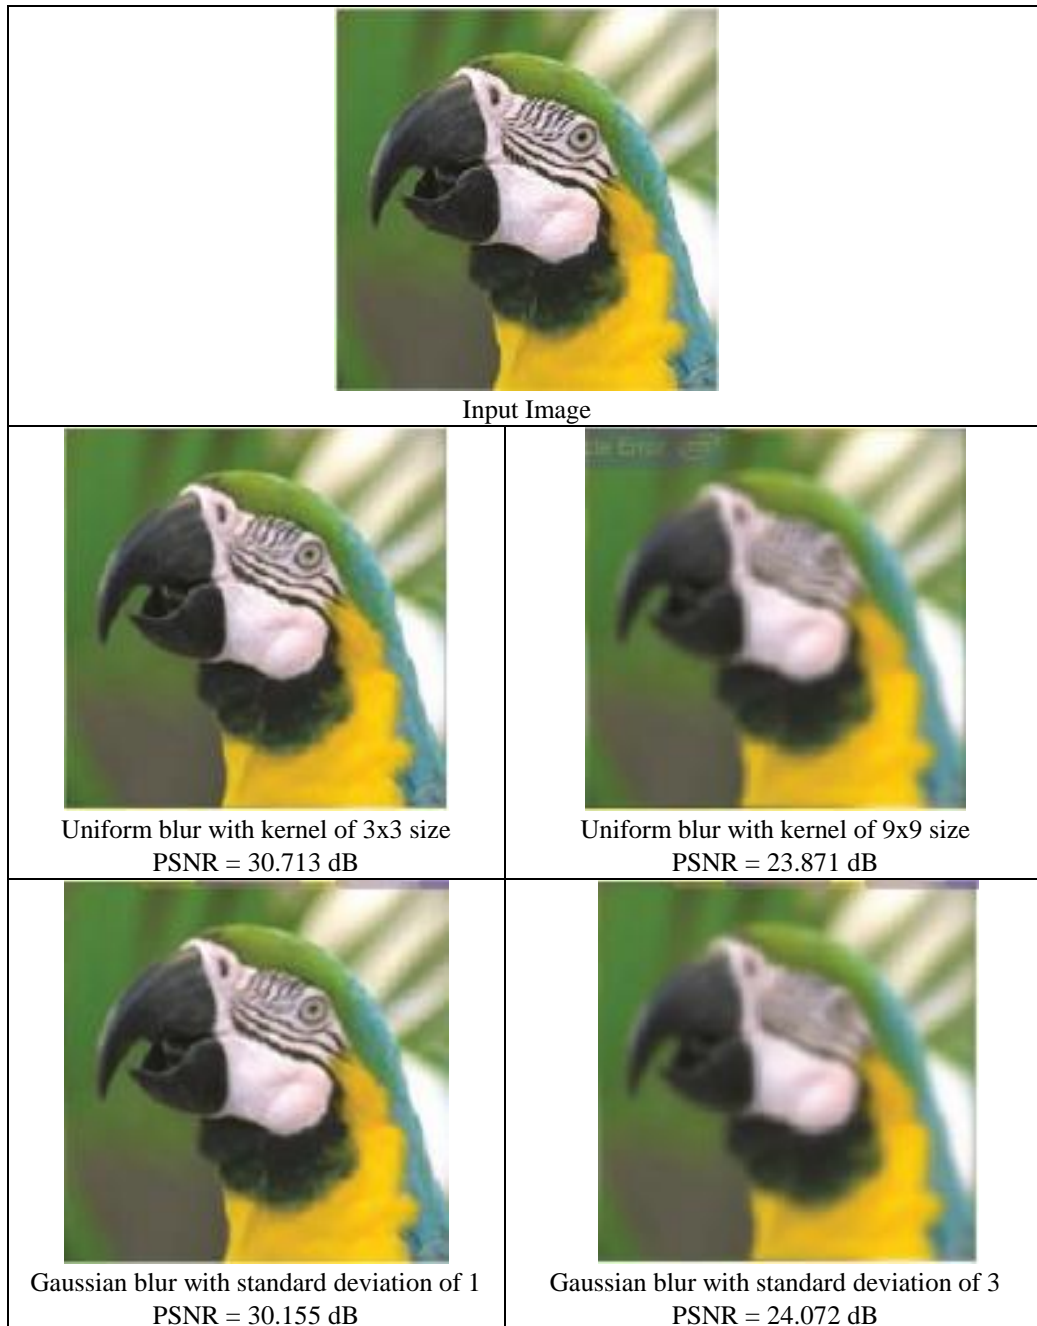 Input Image
Uniform blur with kernel of 3x3 size
PSNR = 30.713 dB
Uniform blur with kernel of 9x9 size
PSNR = 23.871 dB
Gaussian blur with standard deviation of 1
PSNR = 30.155 dB
Gaussian blur with standard deviation of 3
PSNR = 24.072 dB